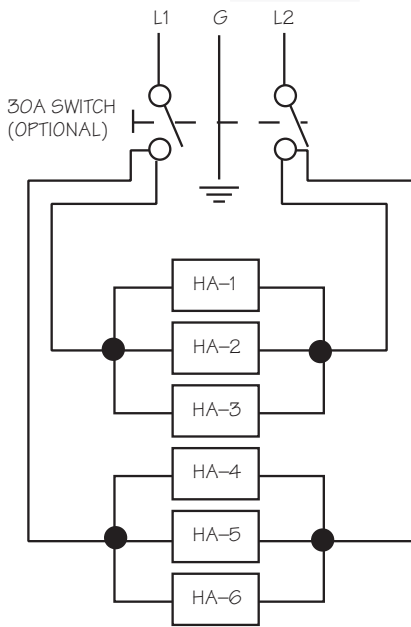 L1 G L2
30A SWITCH
(OPTIONAL)
HA-1
HA-2
HA-3
HA-4
HA-5
HA-6